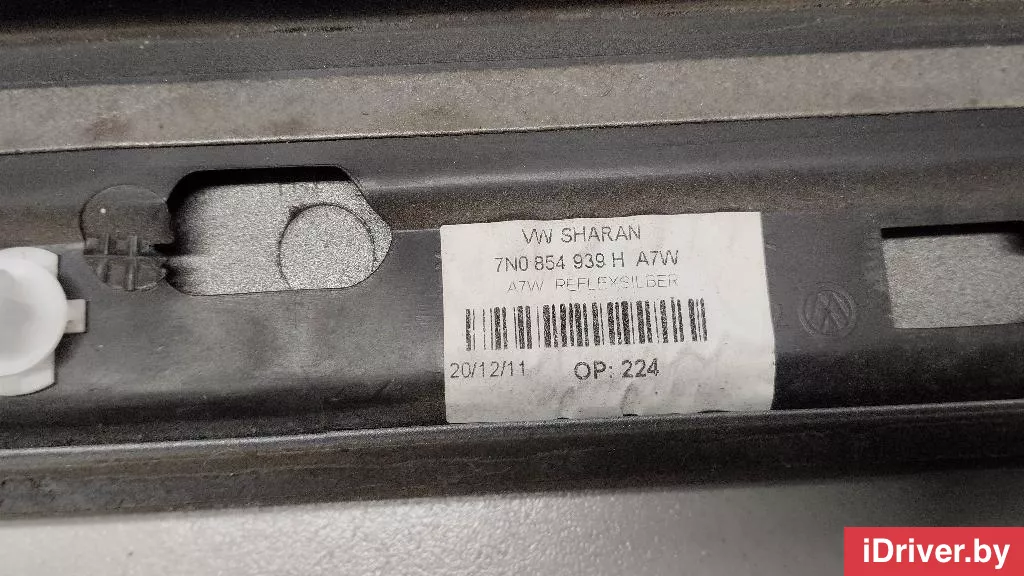 VW SHARAN
7N0 854 939 H A7W
A7W REFLEXSILBER
20/12/11 OP: 224
iDriver.by